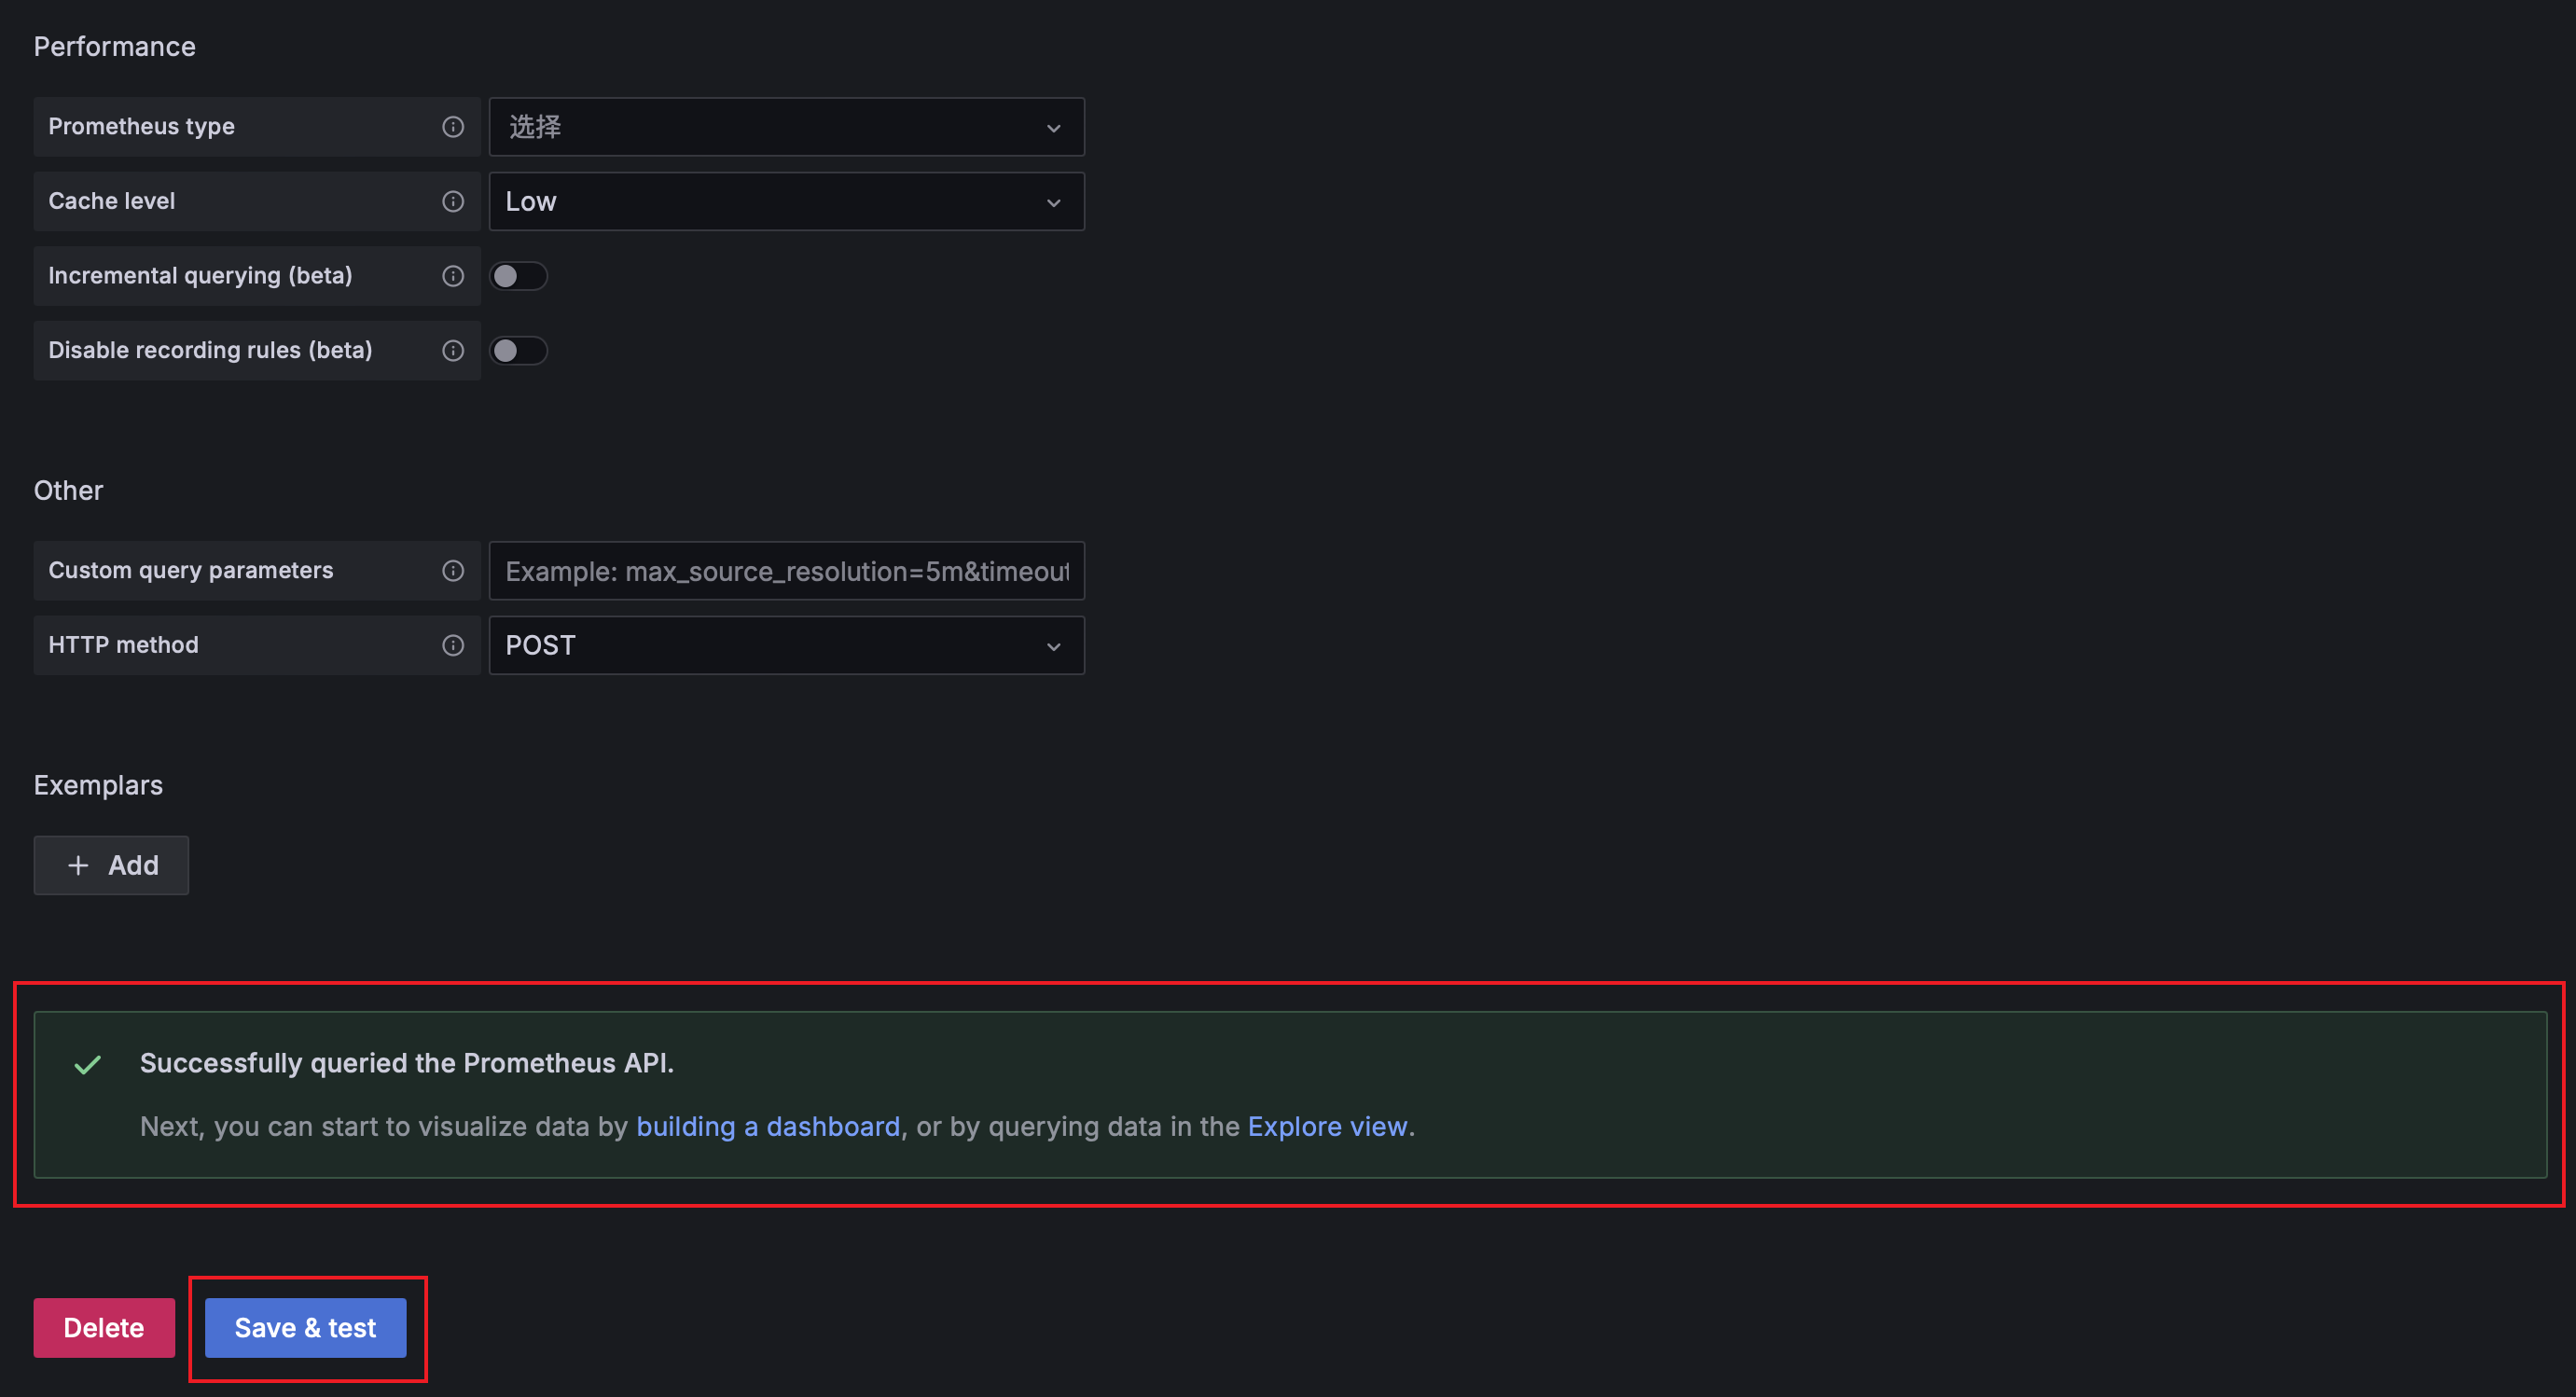 Performance
Prometheus type
选择
Cache level
Low
Incremental querying (beta)
Disable recording rules (beta)
Other
Custom query parameters
Example: max_source_resolution=5m&timeout
HTTP method
POST
Exemplars
+ Add
Successfully queried the Prometheus API.
Next, you can start to visualize data by building a dashboard, or by querying data in the Explore view.
Delete
Save & test